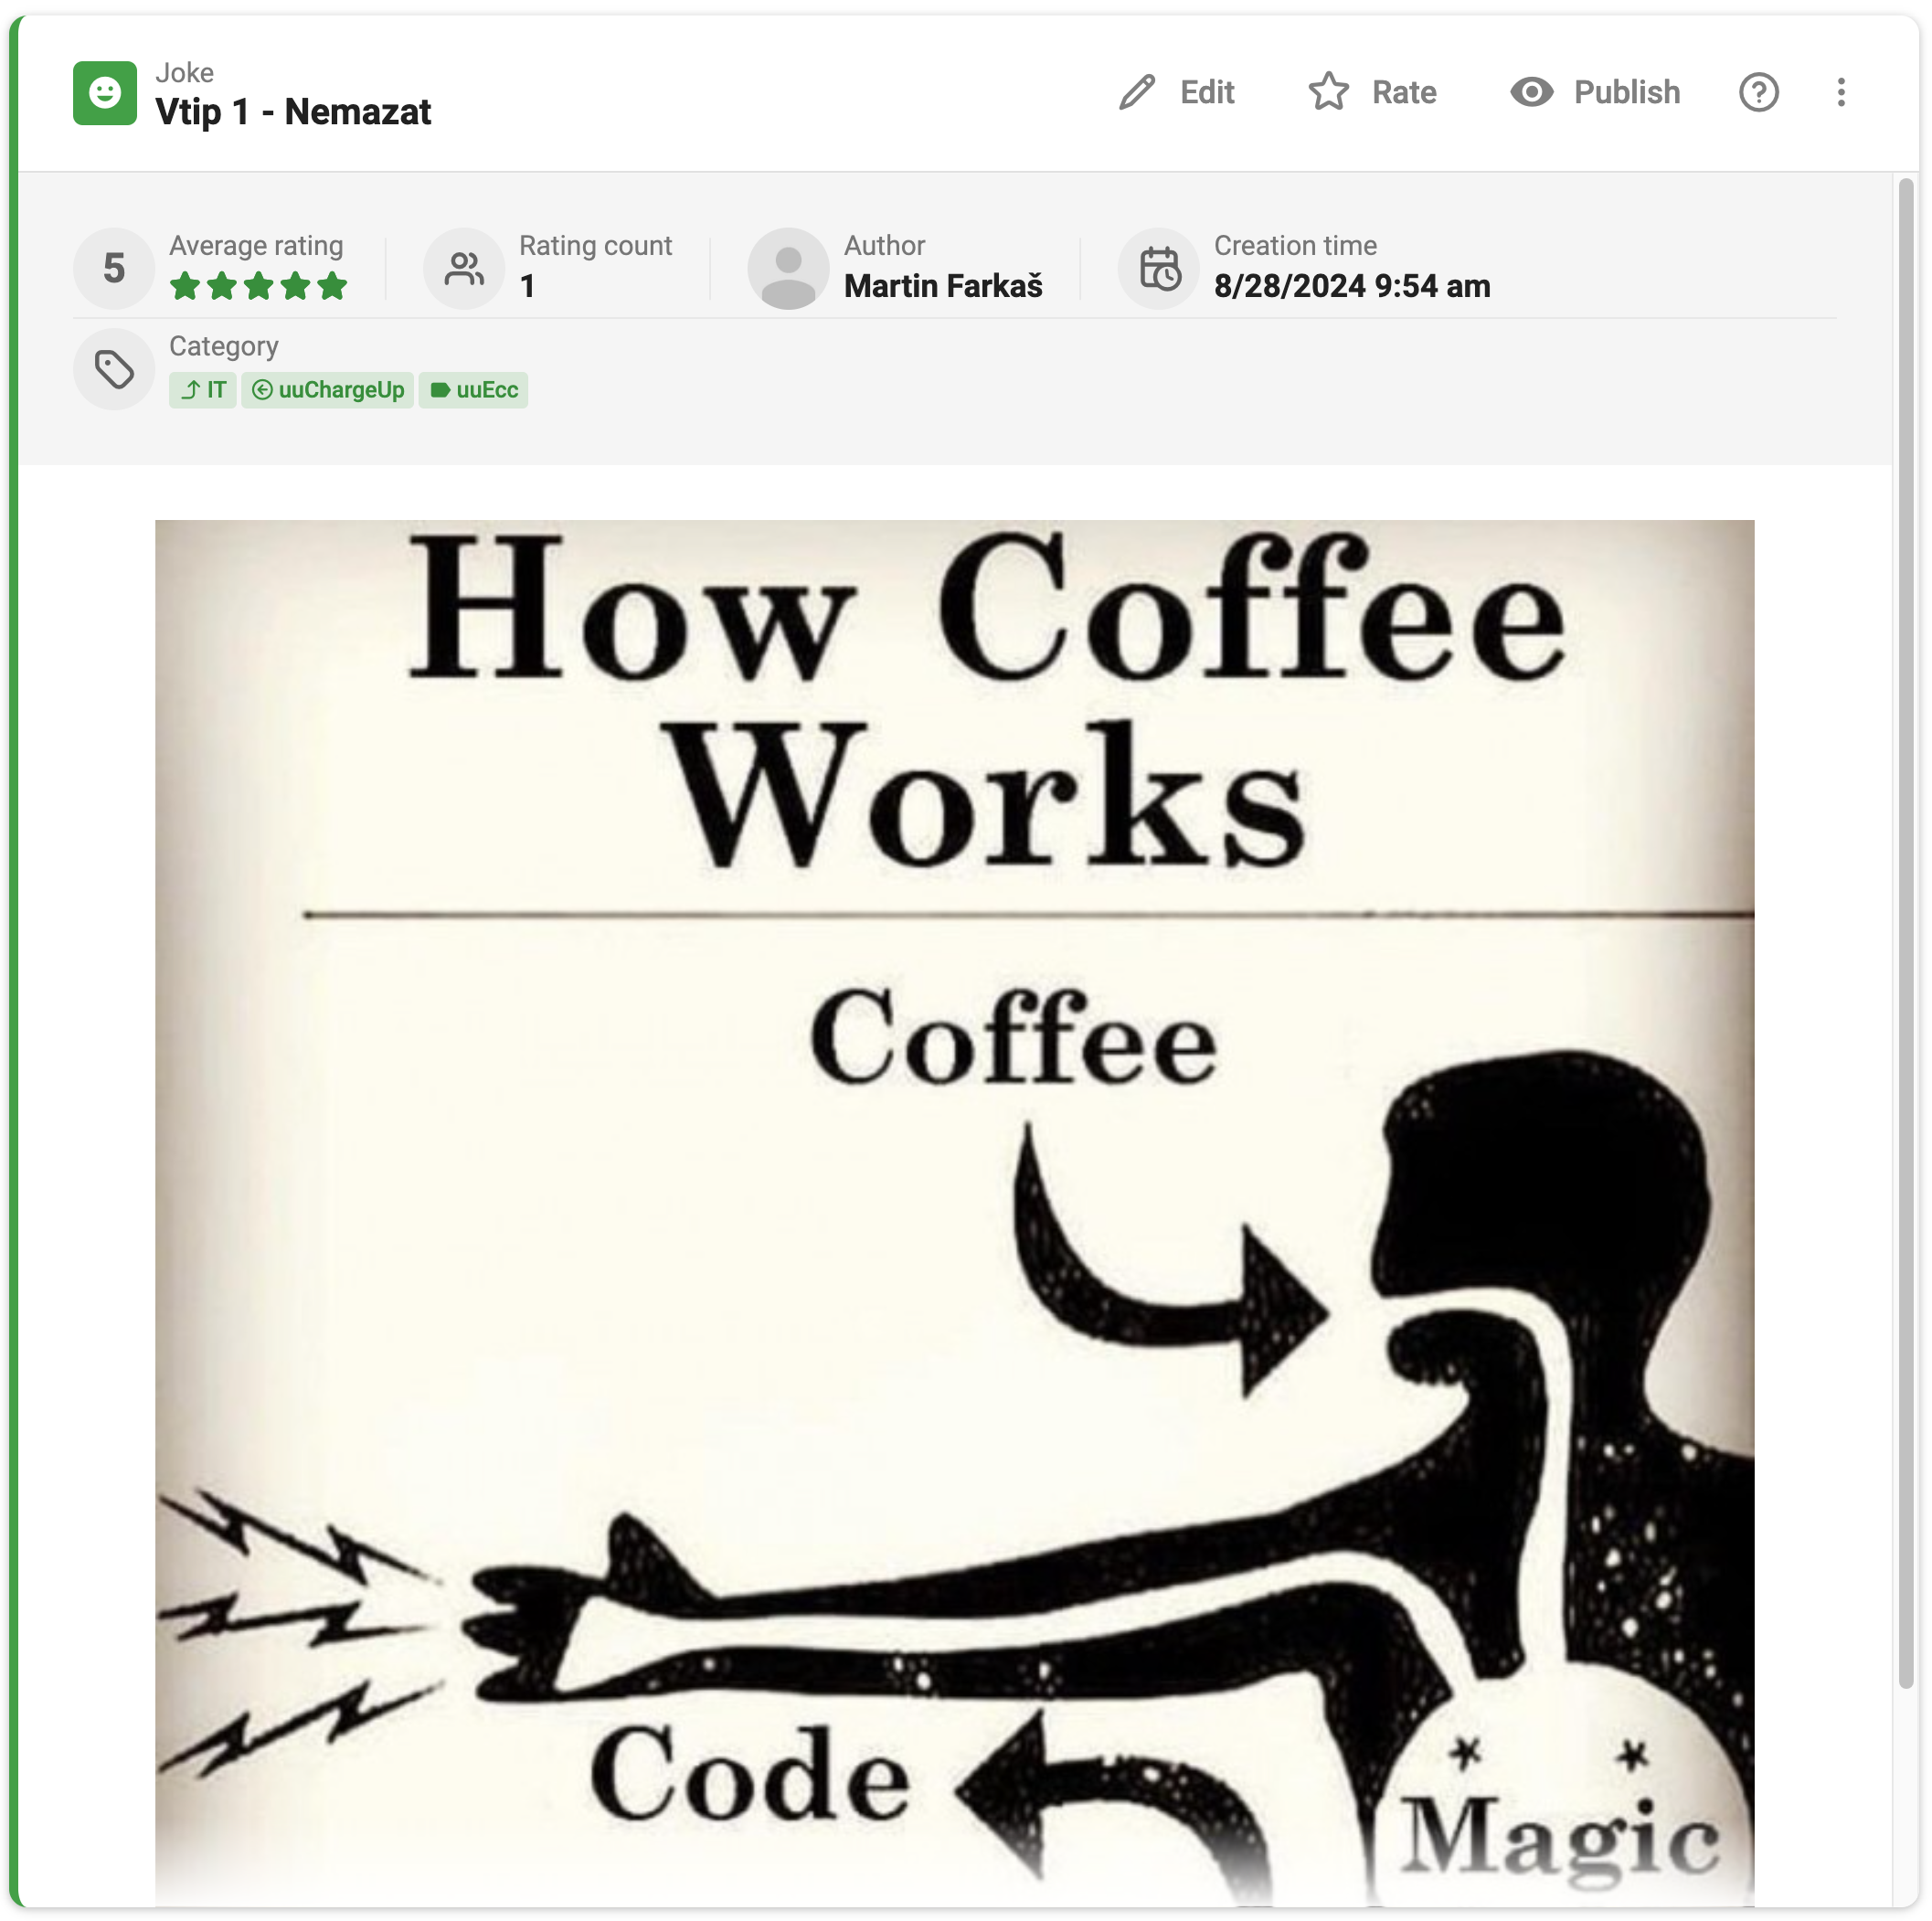 Joke
Vtip 1 - Nemazat
Edit
Rate
Publish
5
Average rating
Rating count
1
Author
Martin Farkaš
Creation time
8/28/2024 9:54 am
Category
IT
uuChargeUp
uuEcc
How Coffee
Works
Coffee
Code
Magic